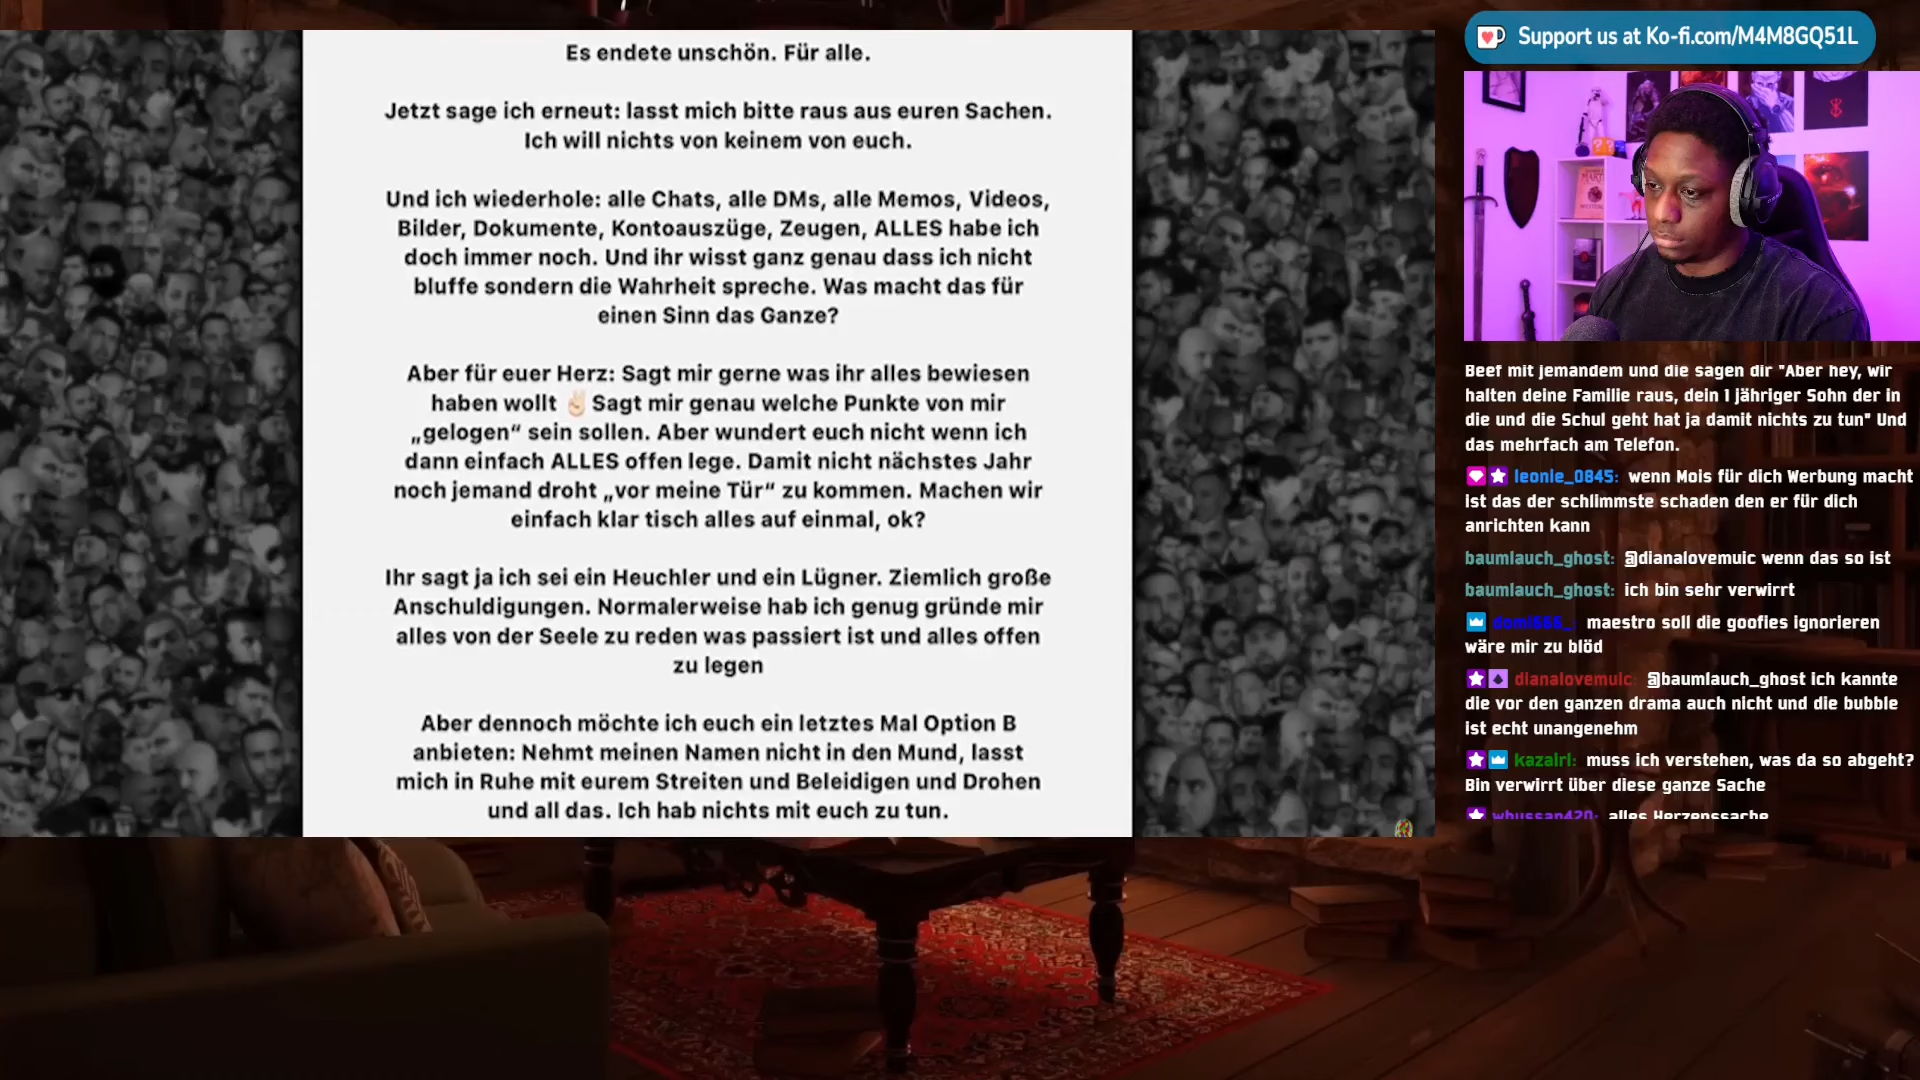 Es endete unschön. Für alle.
Jetzt sage ich erneut: lasst mich bitte raus aus euren Sachen.
Ich will nichts von keinem von euch.
Und ich wiederhole: alle Chats, alle DMs, alle Memos, Videos,
Bilder, Dokumente, Kontoauszüge, Zeugen, ALLES habe ich
doch immer noch. Und ihr wisst ganz genau dass ich nicht
bluffe sondern die Wahrheit spreche. Was macht das für
einen Sinn das Ganze?
Aber für euer Herz: Sagt mir gerne was ihr alles bewiesen
haben wollt ✌🏻 Sagt mir genau welche Punkte von mir
„gelogen“ sein sollen. Aber wundert euch nicht wenn ich
dann einfach ALLES offen lege. Damit nicht nächstes Jahr
noch jemand droht „vor meine Tür“ zu kommen. Machen wir
einfach klar tisch alles auf einmal, ok?
Ihr sagt ja ich sei ein Heuchler und ein Lügner. Ziemlich große
Anschuldigungen. Normalerweise hab ich genug gründe mir
alles von der Seele zu reden was passiert ist und alles offen
zu legen
Aber dennoch möchte ich euch ein letztes Mal Option B
anbieten: Nehmt meinen Namen nicht in den Mund, lasst
mich in Ruhe mit eurem Streiten und Beleidigen und Drohen
und all das. Ich hab nichts mit euch zu tun.
Support us at Ko-fi.com/M4M8GQ51L
Beef mit jemandem und die sagen dir "Aber hey, wir
halten deine Familie raus, dein 1 jähriger Sohn der in
die und die Schul geht hat ja damit nichts zu tun" Und
das mehrfach am Telefon.
leonie_0845: wenn Mois für dich Werbung macht
ist das der schlimmste schaden den er für dich
anrichten kann
baumlauch_ghost: @dianalovemuic wenn das so ist
baumlauch_ghost: ich bin sehr verwirrt
domi666_: maestro soll die goofies ignorieren
wäre mir zu blöd
dianalovemuic: @baumlauch_ghost ich kannte
die vor den ganzen drama auch nicht und die bubble
ist echt unangenehm
kazalrl: muss ich verstehen, was da so abgeht?
Bin verwirrt über diese ganze Sache
whussan420: alles Herzenssache